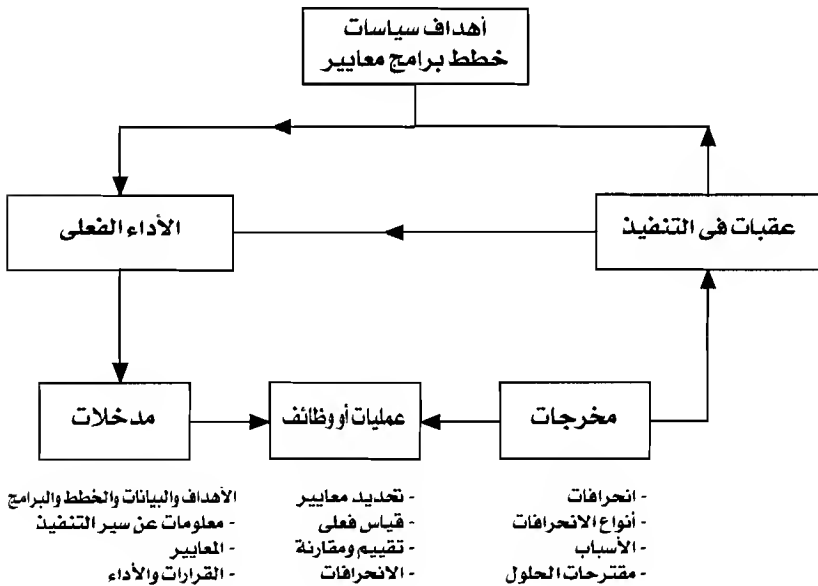 أهداف سياسات
خطط برامج معايير
عقبات فى التنفيذ
الأداء الفعلى
مخرجات
عمليات أو وظائف
مدخلات
- انحرافات
- أنواع الانحرافات
- الأسباب
- مقترحات الحلول
- تحديد معايير
- قياس فعلى
- تقييم ومقارنة
- الانحرافات
الأهداف والبيانات والخطط والبرامج
- معلومات عن سير التنفيذ
- المعايير
- القرارات والأداء